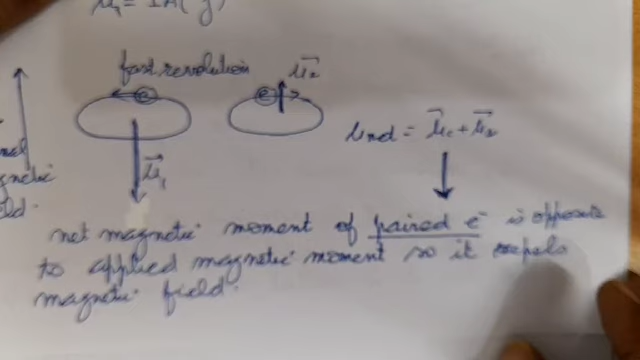 fast revolution
e
e
μ₂
μ₁
μnet = μ₁ + μ₂
net magnetic moment of paired e⁻ is opposite
to applied magnetic moment so it repels
magnetic field.